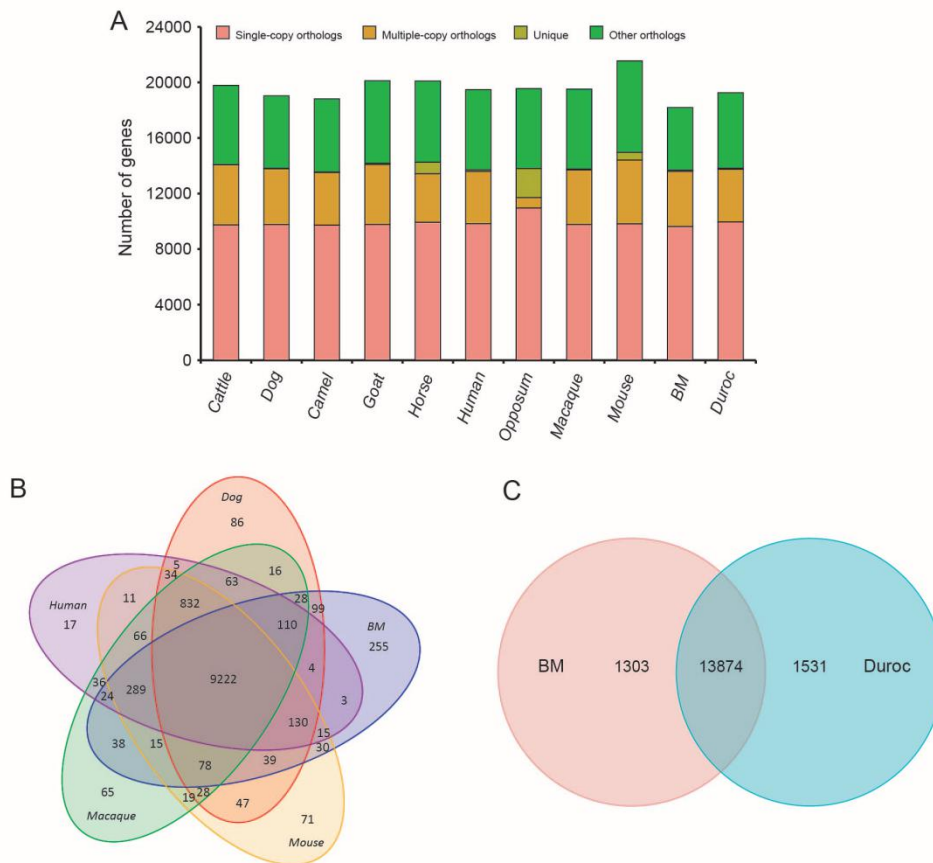 A
24000
20000
16000
12000
8000
4000
0
Number of genes
Single-copy orthologs
Multiple-copy orthologs
Unique
Other orthologs
Cattle
Dog
Camel
Goat
Horse
Human
Opposum
Macaque
Mouse
BM
Duroc
B
Dog
86
5
34
63
16
11
832
28
99
Human
17
66
110
BM
255
36
24
289
9222
4
3
130
15
30
38
15
78
39
65
Macaque
19
28
47
71
Mouse
C
BM 1303 13874 1531 Duroc